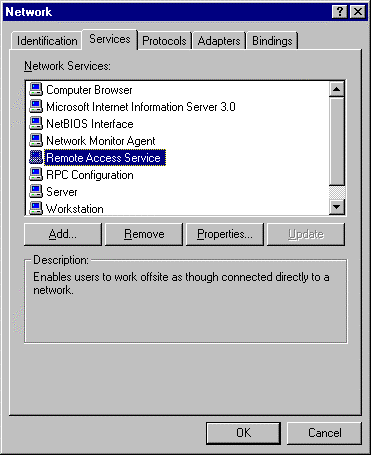 Network
Identification Services Protocols Adapters Bindings
Network Services:
Computer Browser
Microsoft Internet Information Server 3.0
NetBIOS Interface
Network Monitor Agent
Remote Access Service
RPC Configuration
Server
Workstation
Add... Remove Properties... Update
Description:
Enables users to work offsite as though connected directly to a
network.
OK Cancel